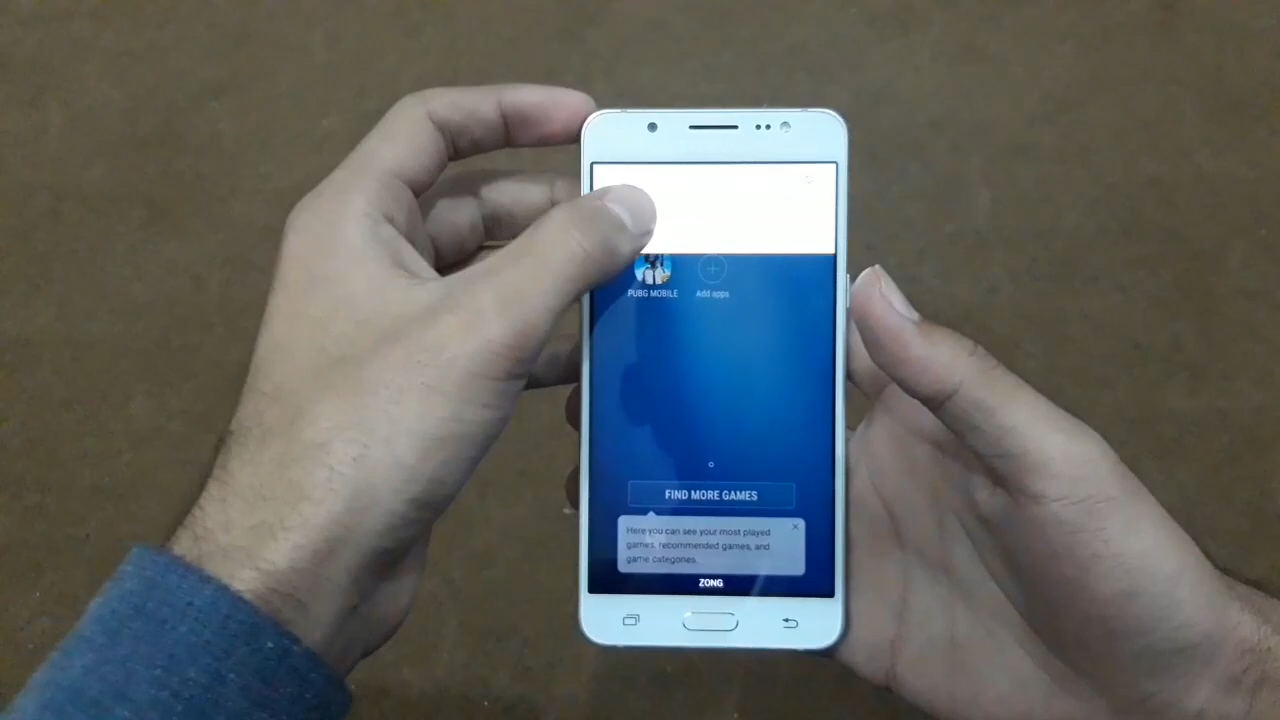 PUBG MOBILE Add apps
FIND MORE GAMES
Here you can see your most played
games, recommended games, and
game categories.
ZONG